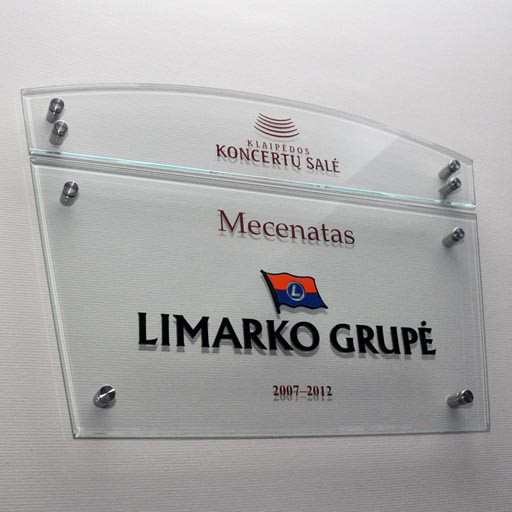 KLAIPĖDOS
KONCERTŲ SALĖ
Mecenatas
L
LIMARKO GRUPĖ
2007–2012